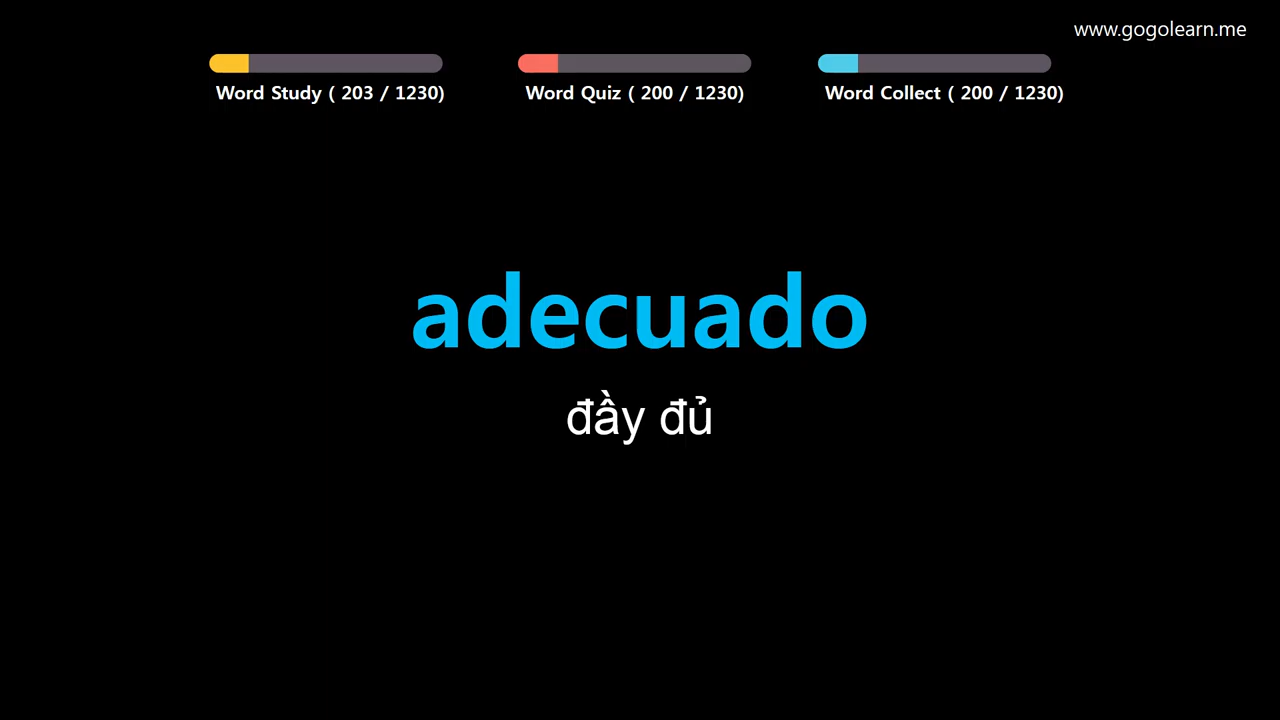 www.gogolearn.me
Word Study ( 203 / 1230)
Word Quiz ( 200 / 1230)
Word Collect ( 200 / 1230)
adecuado
đầy đủ